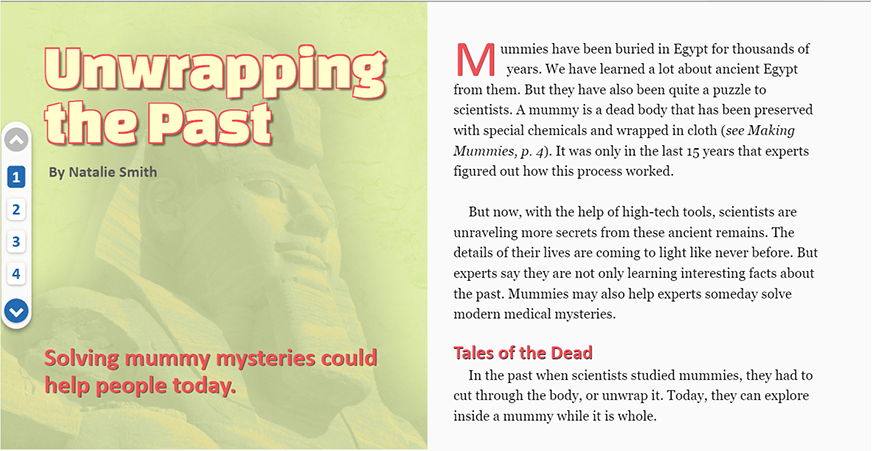 Unwrapping
the Past
By Natalie Smith
1
2
3
4
Solving mummy mysteries could
help people today.
Mummies have been buried in Egypt for thousands of
years. We have learned a lot about ancient Egypt
from them. But they have also been quite a puzzle to
scientists. A mummy is a dead body that has been preserved
with special chemicals and wrapped in cloth (see Making
Mummies, p. 4). It was only in the last 15 years that experts
figured out how this process worked.
But now, with the help of high-tech tools, scientists are
unraveling more secrets from these ancient remains. The
details of their lives are coming to light like never before. But
experts say they are not only learning interesting facts about
the past. Mummies may also help experts someday solve
modern medical mysteries.
Tales of the Dead
In the past when scientists studied mummies, they had to
cut through the body, or unwrap it. Today, they can explore
inside a mummy while it is whole.